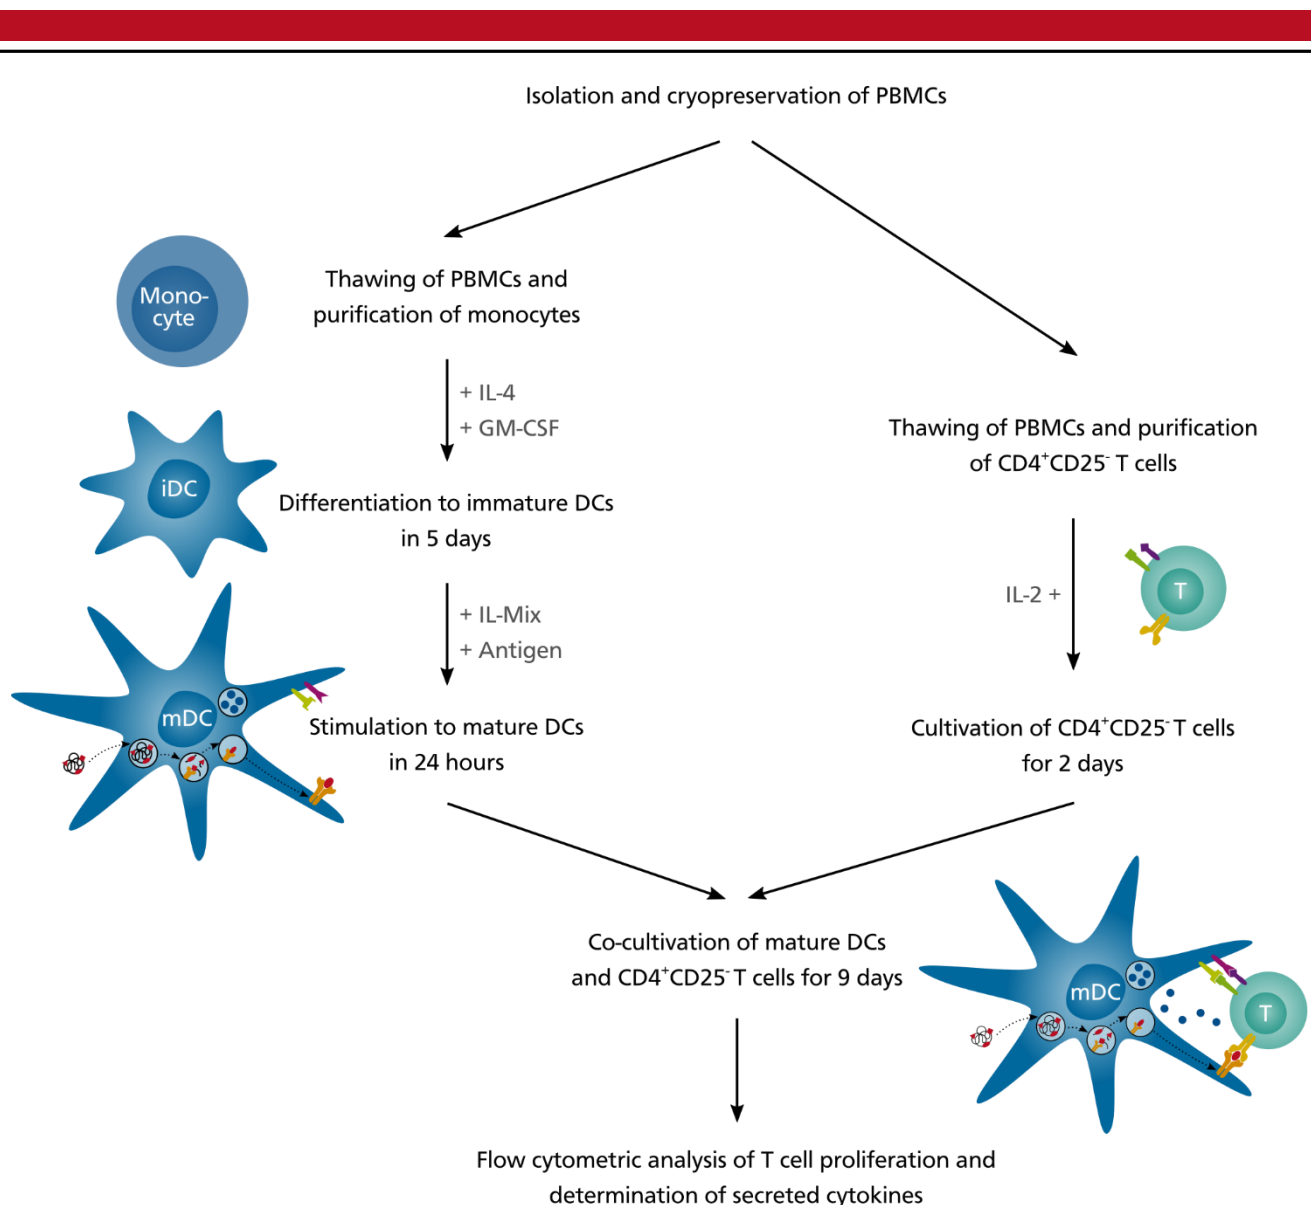 Isolation and cryopreservation of PBMCs
Mono-
cyte
Thawing of PBMCs and
purification of monocytes
+ IL-4
+ GM-CSF
iDC
Differentiation to immature DCs
in 5 days
+ IL-Mix
+ Antigen
mDC
Stimulation to mature DCs
in 24 hours
Thawing of PBMCs and purification
of CD4⁺CD25⁻ T cells
IL-2 +
T
Cultivation of CD4⁺CD25⁻ T cells
for 2 days
Co-cultivation of mature DCs
and CD4⁺CD25⁻ T cells for 9 days
mDC
T
Flow cytometric analysis of T cell proliferation and
determination of secreted cytokines